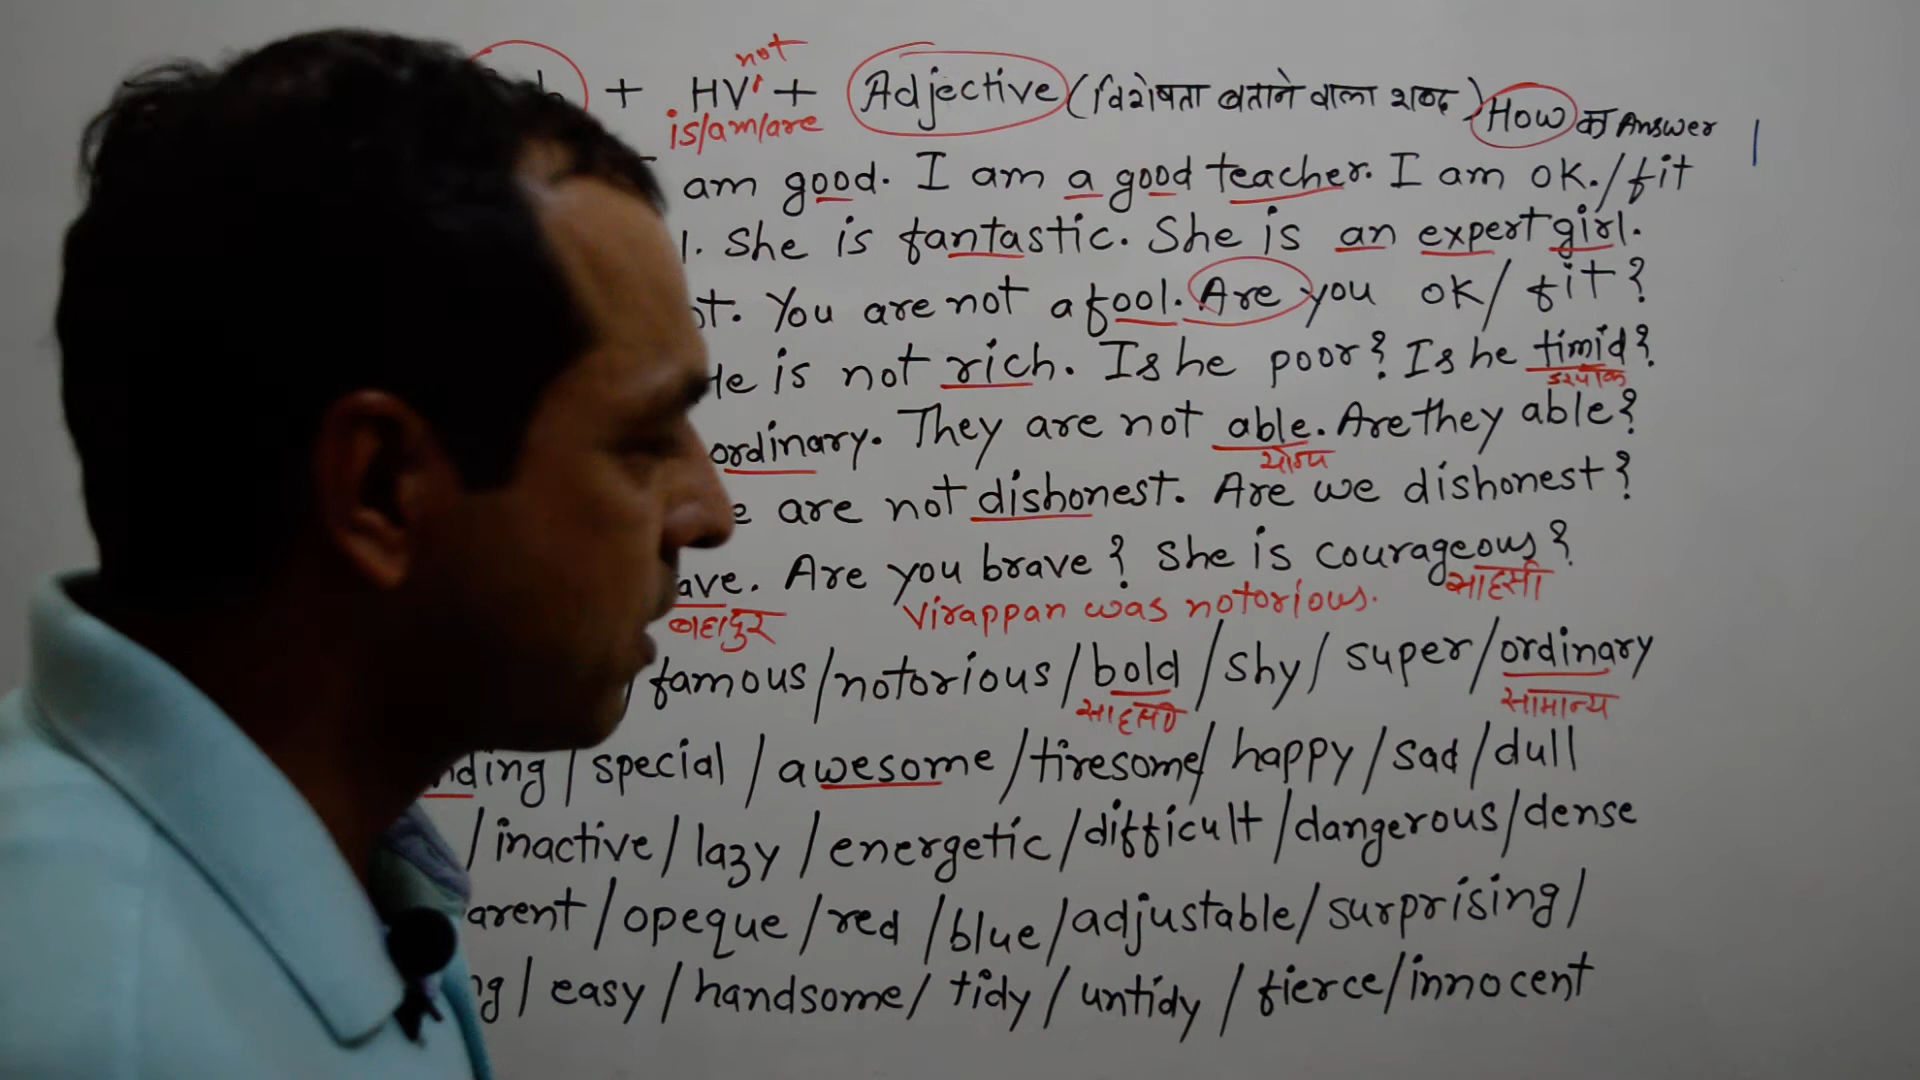 not
+ HV + Adjective (विशेषता बताने वाला शब्द) How का Answer
is/am/are
am good. I am a good teacher. I am ok./fit
She is fantastic. She is an expert girl.
You are not a fool. Are you ok/ fit?
He is not rich. Is he poor? Is he timid?
डरपोक
ordinary. They are not able. Are they able?
योग्य
are not dishonest. Are we dishonest?
Are you brave? She is courageous?
बहादुर Virappan was notorious. साहसी
famous/notorious/bold/shy/super/ordinary
साहसी सामान्य
special/awesome/tiresome/happy/sad/dull
/inactive/lazy/energetic/difficult/dangerous/dense
/opeque/red/blue/adjustable/surprising/
/easy/handsome/tidy/untidy/fierce/innocent